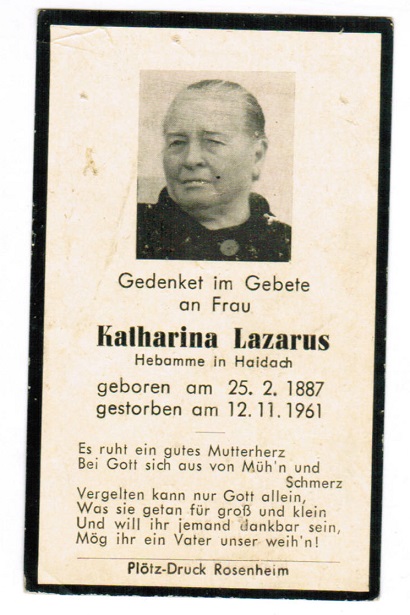 Gedenket im Gebete
an Frau
Katharina Lazarus
Hebamme in Haidach
geboren am 25. 2. 1887
gestorben am 12. 11. 1961
Es ruht ein gutes Mutterherz
Bei Gott sich aus von Müh'n und
Schmerz
Vergelten kann nur Gott allein,
Was sie getan für groß und klein
Und will ihr jemand dankbar sein,
Mög ihr ein Vater unser weih'n!
Plötz-Druck Rosenheim